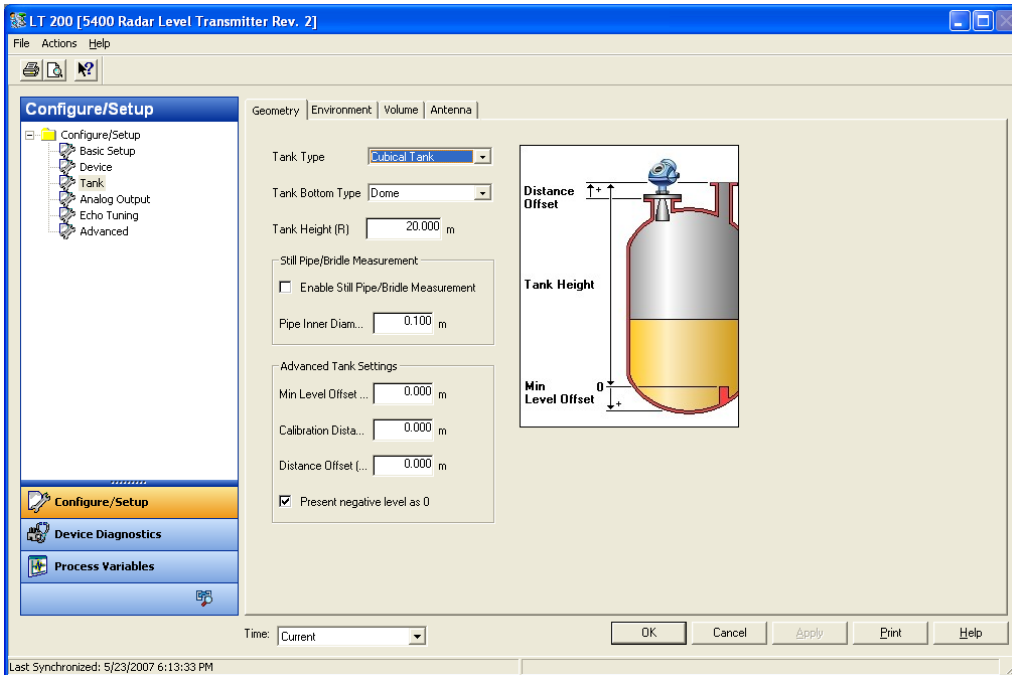 LT 200 [5400 Radar Level Transmitter Rev. 2]
File Actions Help
Configure/Setup
Configure/Setup
Basic Setup
Device
Tank
Analog Output
Echo Tuning
Advanced
Configure/Setup
Device Diagnostics
Process Variables
Geometry Environment Volume Antenna
Tank Type Cubical Tank
Tank Bottom Type Dome
Tank Height (R) 20.000 m
Still Pipe/Bridle Measurement
Enable Still Pipe/Bridle Measurement
Pipe Inner Diam... 0.100 m
Advanced Tank Settings
Min Level Offset ... 0.000 m
Calibration Dista... 0.000 m
Distance Offset (... 0.000 m
Present negative level as 0
Distance +
Offset
Tank Height
Min 0
Level Offset +
Time: Current
OK Cancel Apply Print Help
Last Synchronized: 5/23/2007 6:13:33 PM